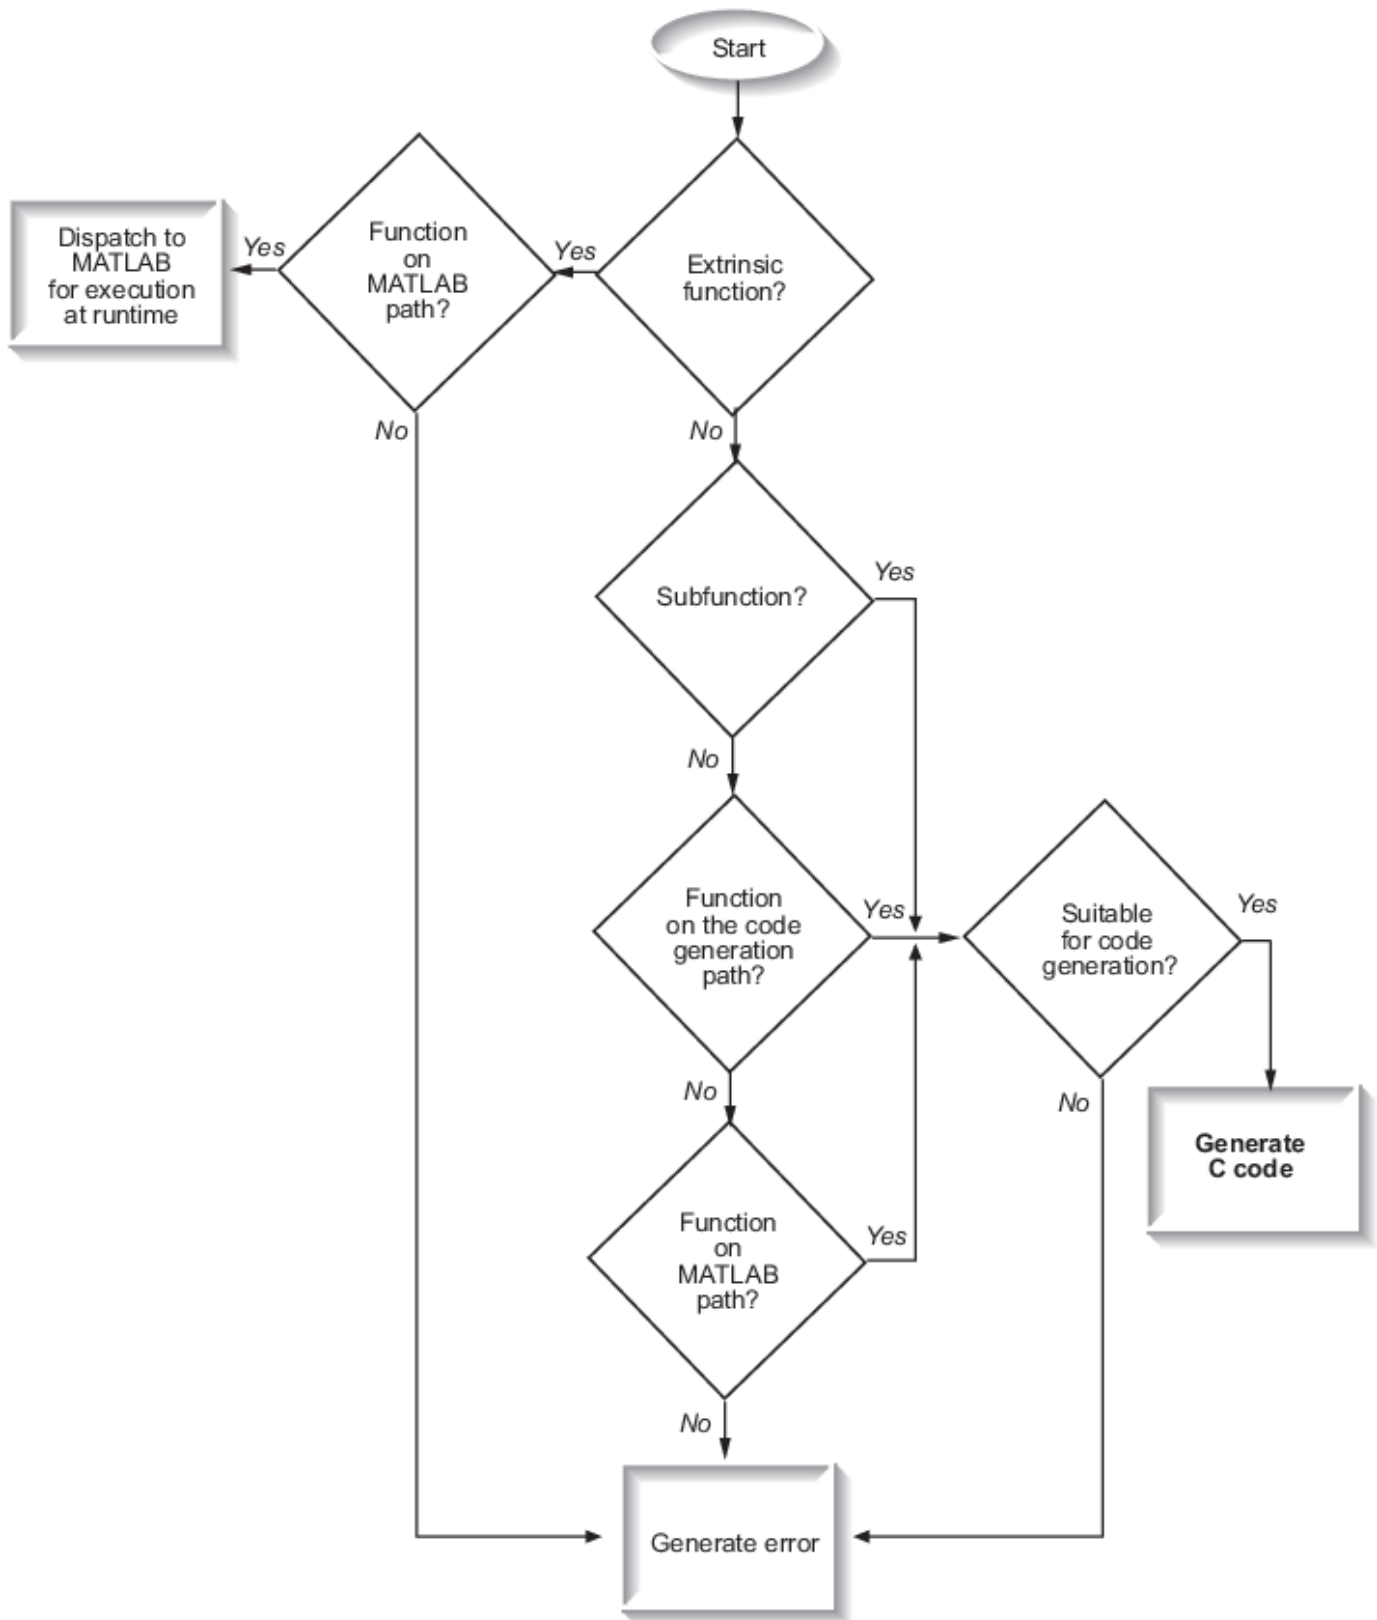 Start
Extrinsic
function?
Yes
Function
on
MATLAB
path?
Yes
Dispatch to
MATLAB
for execution
at runtime
No
No
Subfunction?
Yes
No
Function
on the code
generation
path?
Yes
Suitable
for code
generation?
Yes
No
No
Generate
C code
Function
on
MATLAB
path?
Yes
No
Generate error